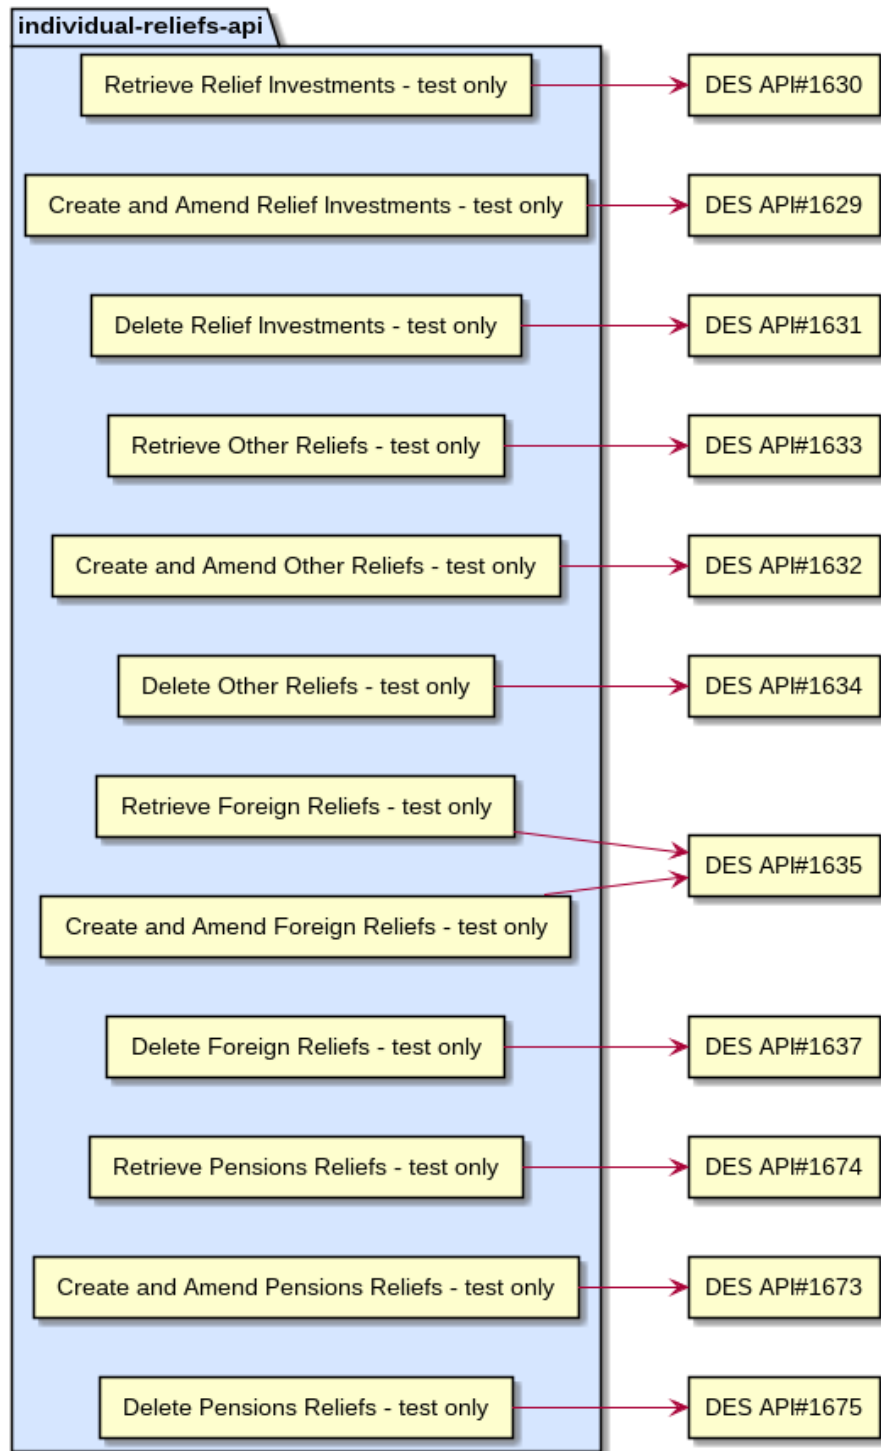 individual-reliefs-api
Retrieve Relief Investments - test only
DES API#1630
Create and Amend Relief Investments - test only
DES API#1629
Delete Relief Investments - test only
DES API#1631
Retrieve Other Reliefs - test only
DES API#1633
Create and Amend Other Reliefs - test only
DES API#1632
Delete Other Reliefs - test only
DES API#1634
Retrieve Foreign Reliefs - test only
DES API#1635
Create and Amend Foreign Reliefs - test only
Delete Foreign Reliefs - test only
DES API#1637
Retrieve Pensions Reliefs - test only
DES API#1674
Create and Amend Pensions Reliefs - test only
DES API#1673
Delete Pensions Reliefs - test only
DES API#1675